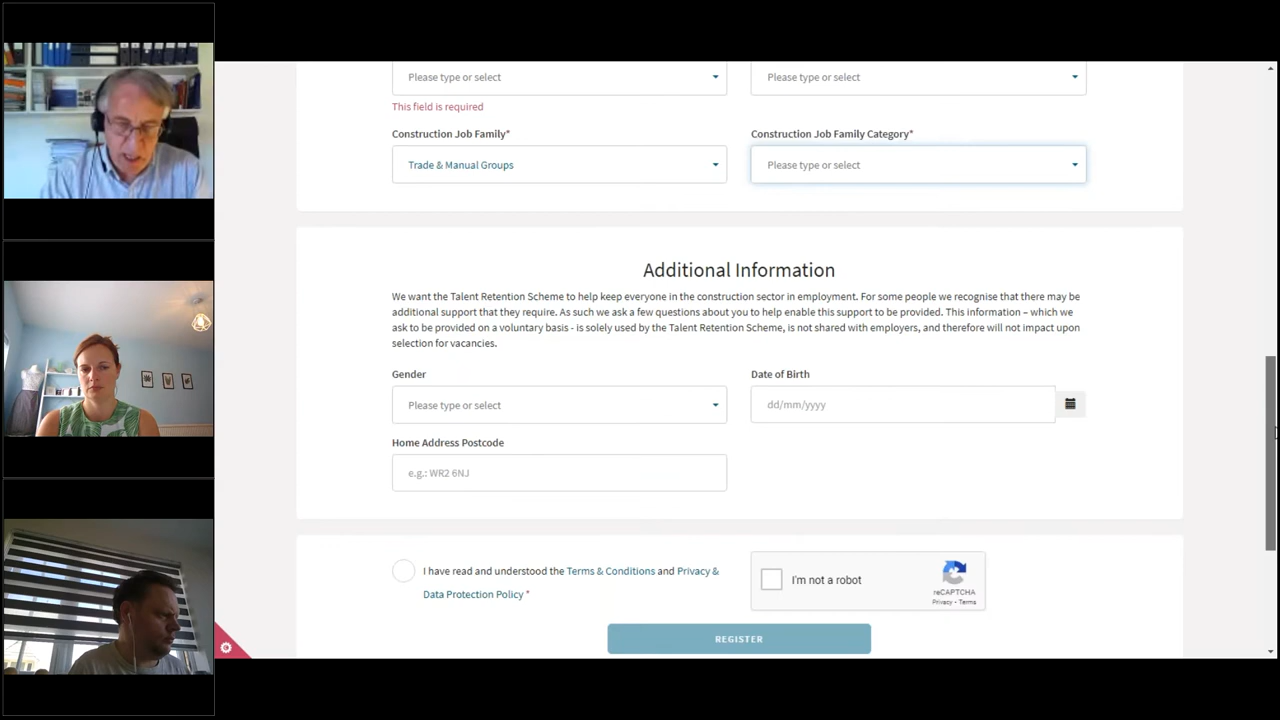 Please type or select
Please type or select
This field is required
Construction Job Family*
Construction Job Family Category*
Trade & Manual Groups
Please type or select
Additional Information
We want the Talent Retention Scheme to help keep everyone in the construction sector in employment. For some people we recognise that there may be
additional support that they require. As such we ask a few questions about you to help enable this support to be provided. This information – which we
ask to be provided on a voluntary basis - is solely used by the Talent Retention Scheme, is not shared with employers, and therefore will not impact upon
selection for vacancies.
Gender
Date of Birth
Please type or select
dd/mm/yyyy
Home Address Postcode
e.g.: WR2 6NJ
I have read and understood the Terms & Conditions and Privacy &
Data Protection Policy *
I'm not a robot
reCAPTCHA
Privacy - Terms
REGISTER